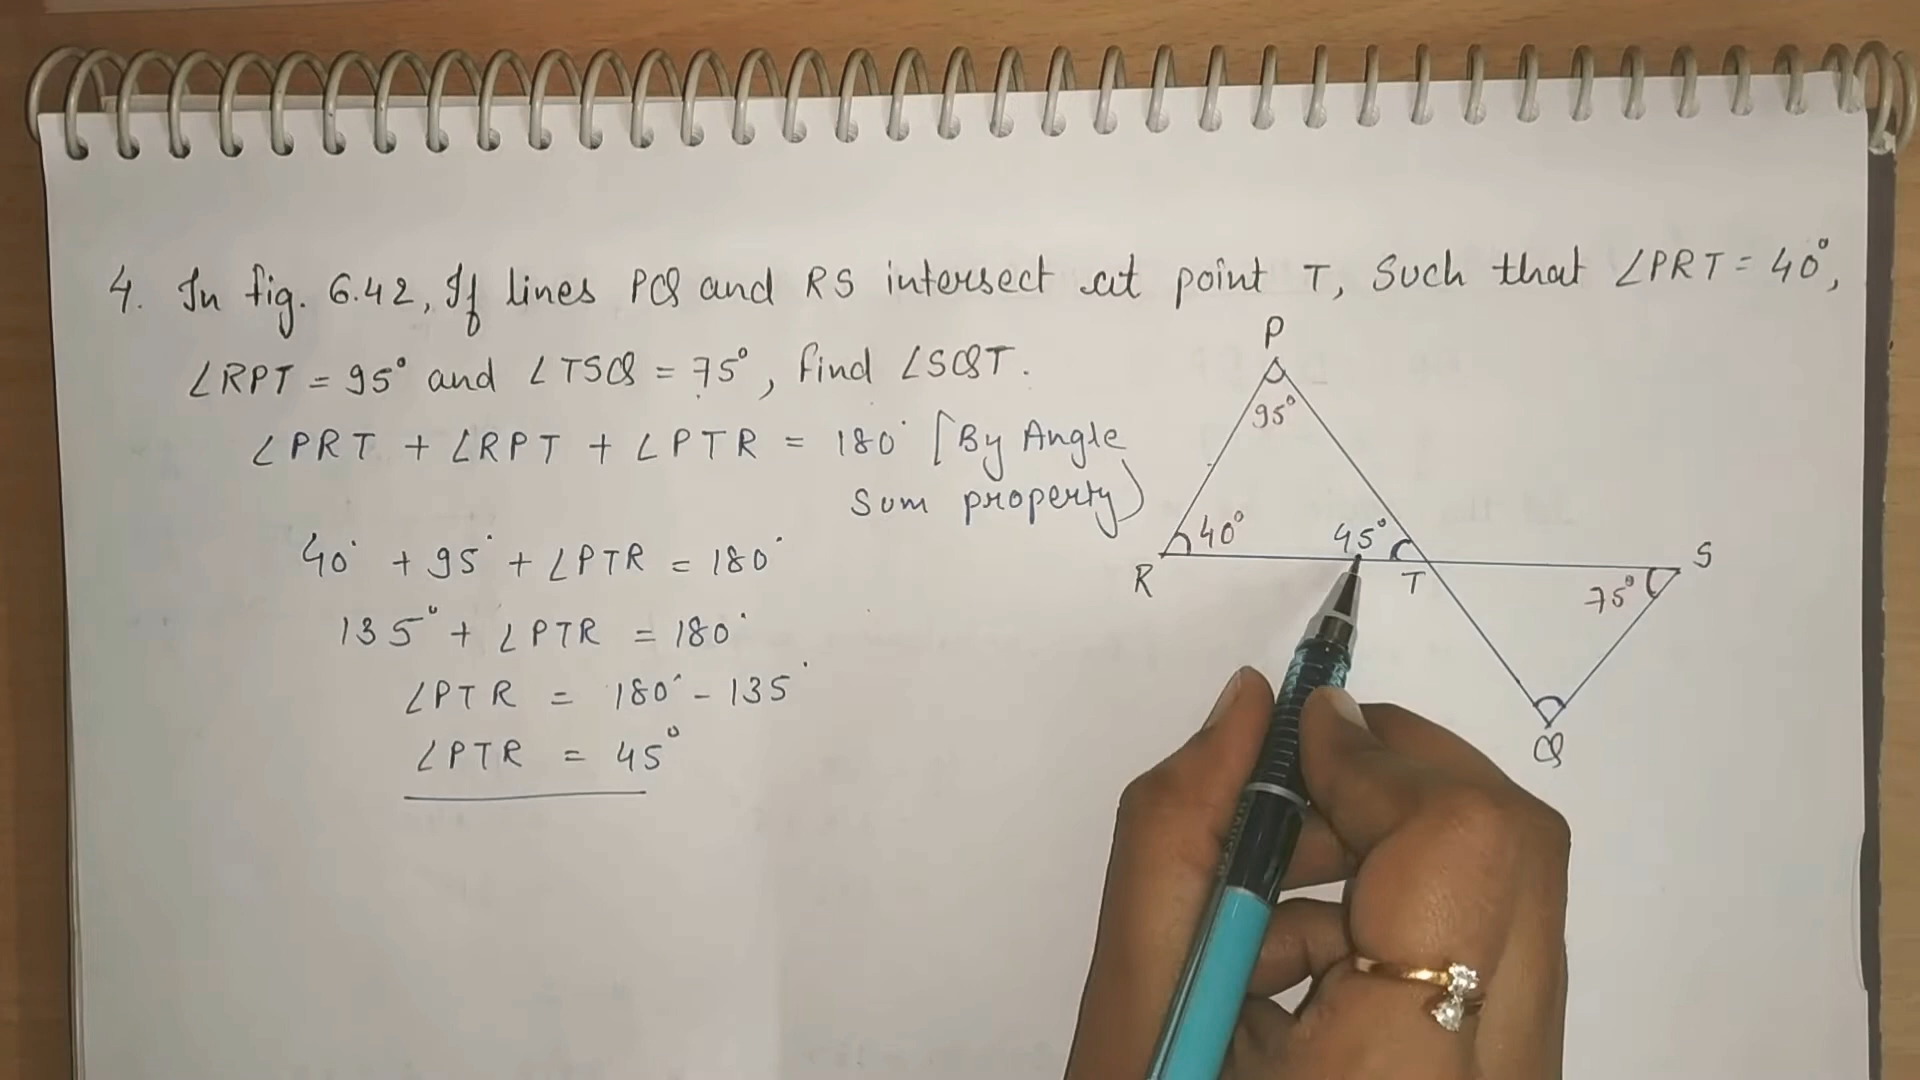 4. In fig. 6.42, If lines PQ and RS intersect at point T, Such that ∠PRT = 40°,
∠RPT = 95° and ∠TSQ = 75°, find ∠SQT.
∠PRT + ∠RPT + ∠PTR = 180° [By Angle
Sum property)
40° + 95° + ∠PTR = 180°
135° + ∠PTR = 180°
∠PTR = 180° - 135°
∠PTR = 45°
P
95°
40°
45°
R
T
S
75°
Q